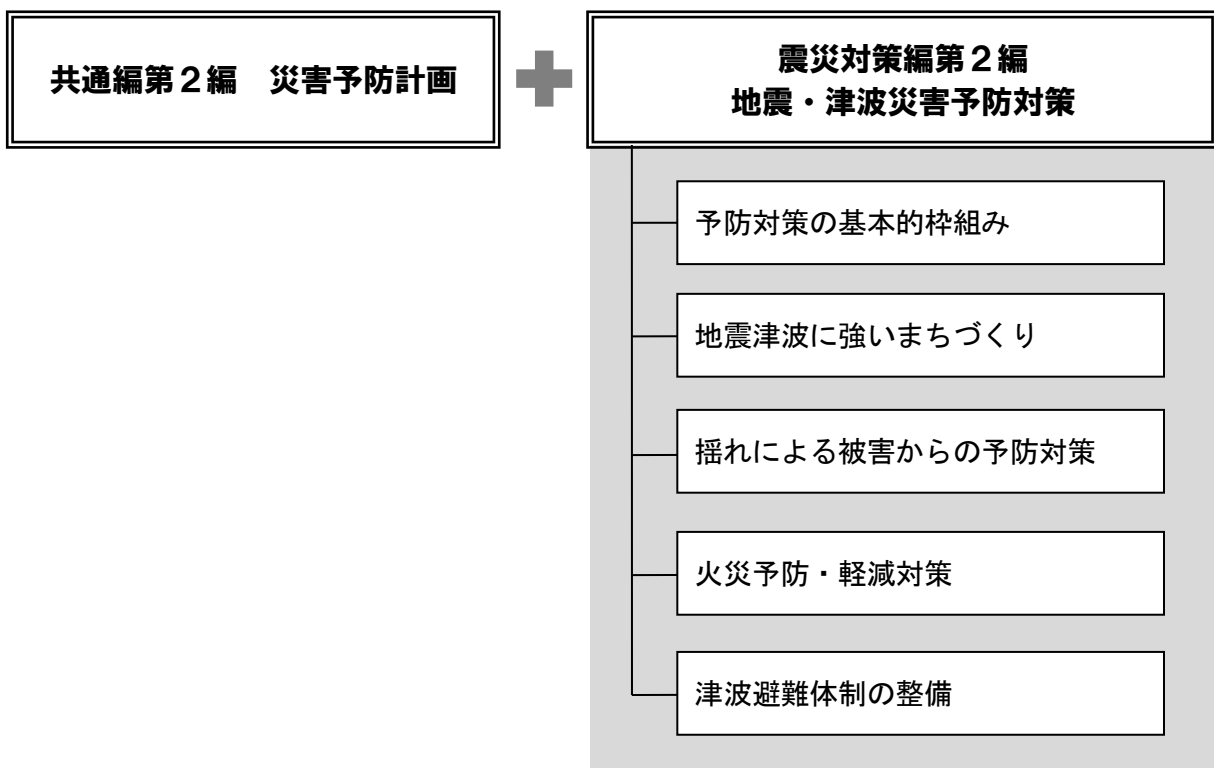 共通編第２編　災害予防計画
震災対策編第２編
地震・津波災害予防対策
予防対策の基本的枠組み
地震津波に強いまちづくり
揺れによる被害からの予防対策
火災予防・軽減対策
津波避難体制の整備